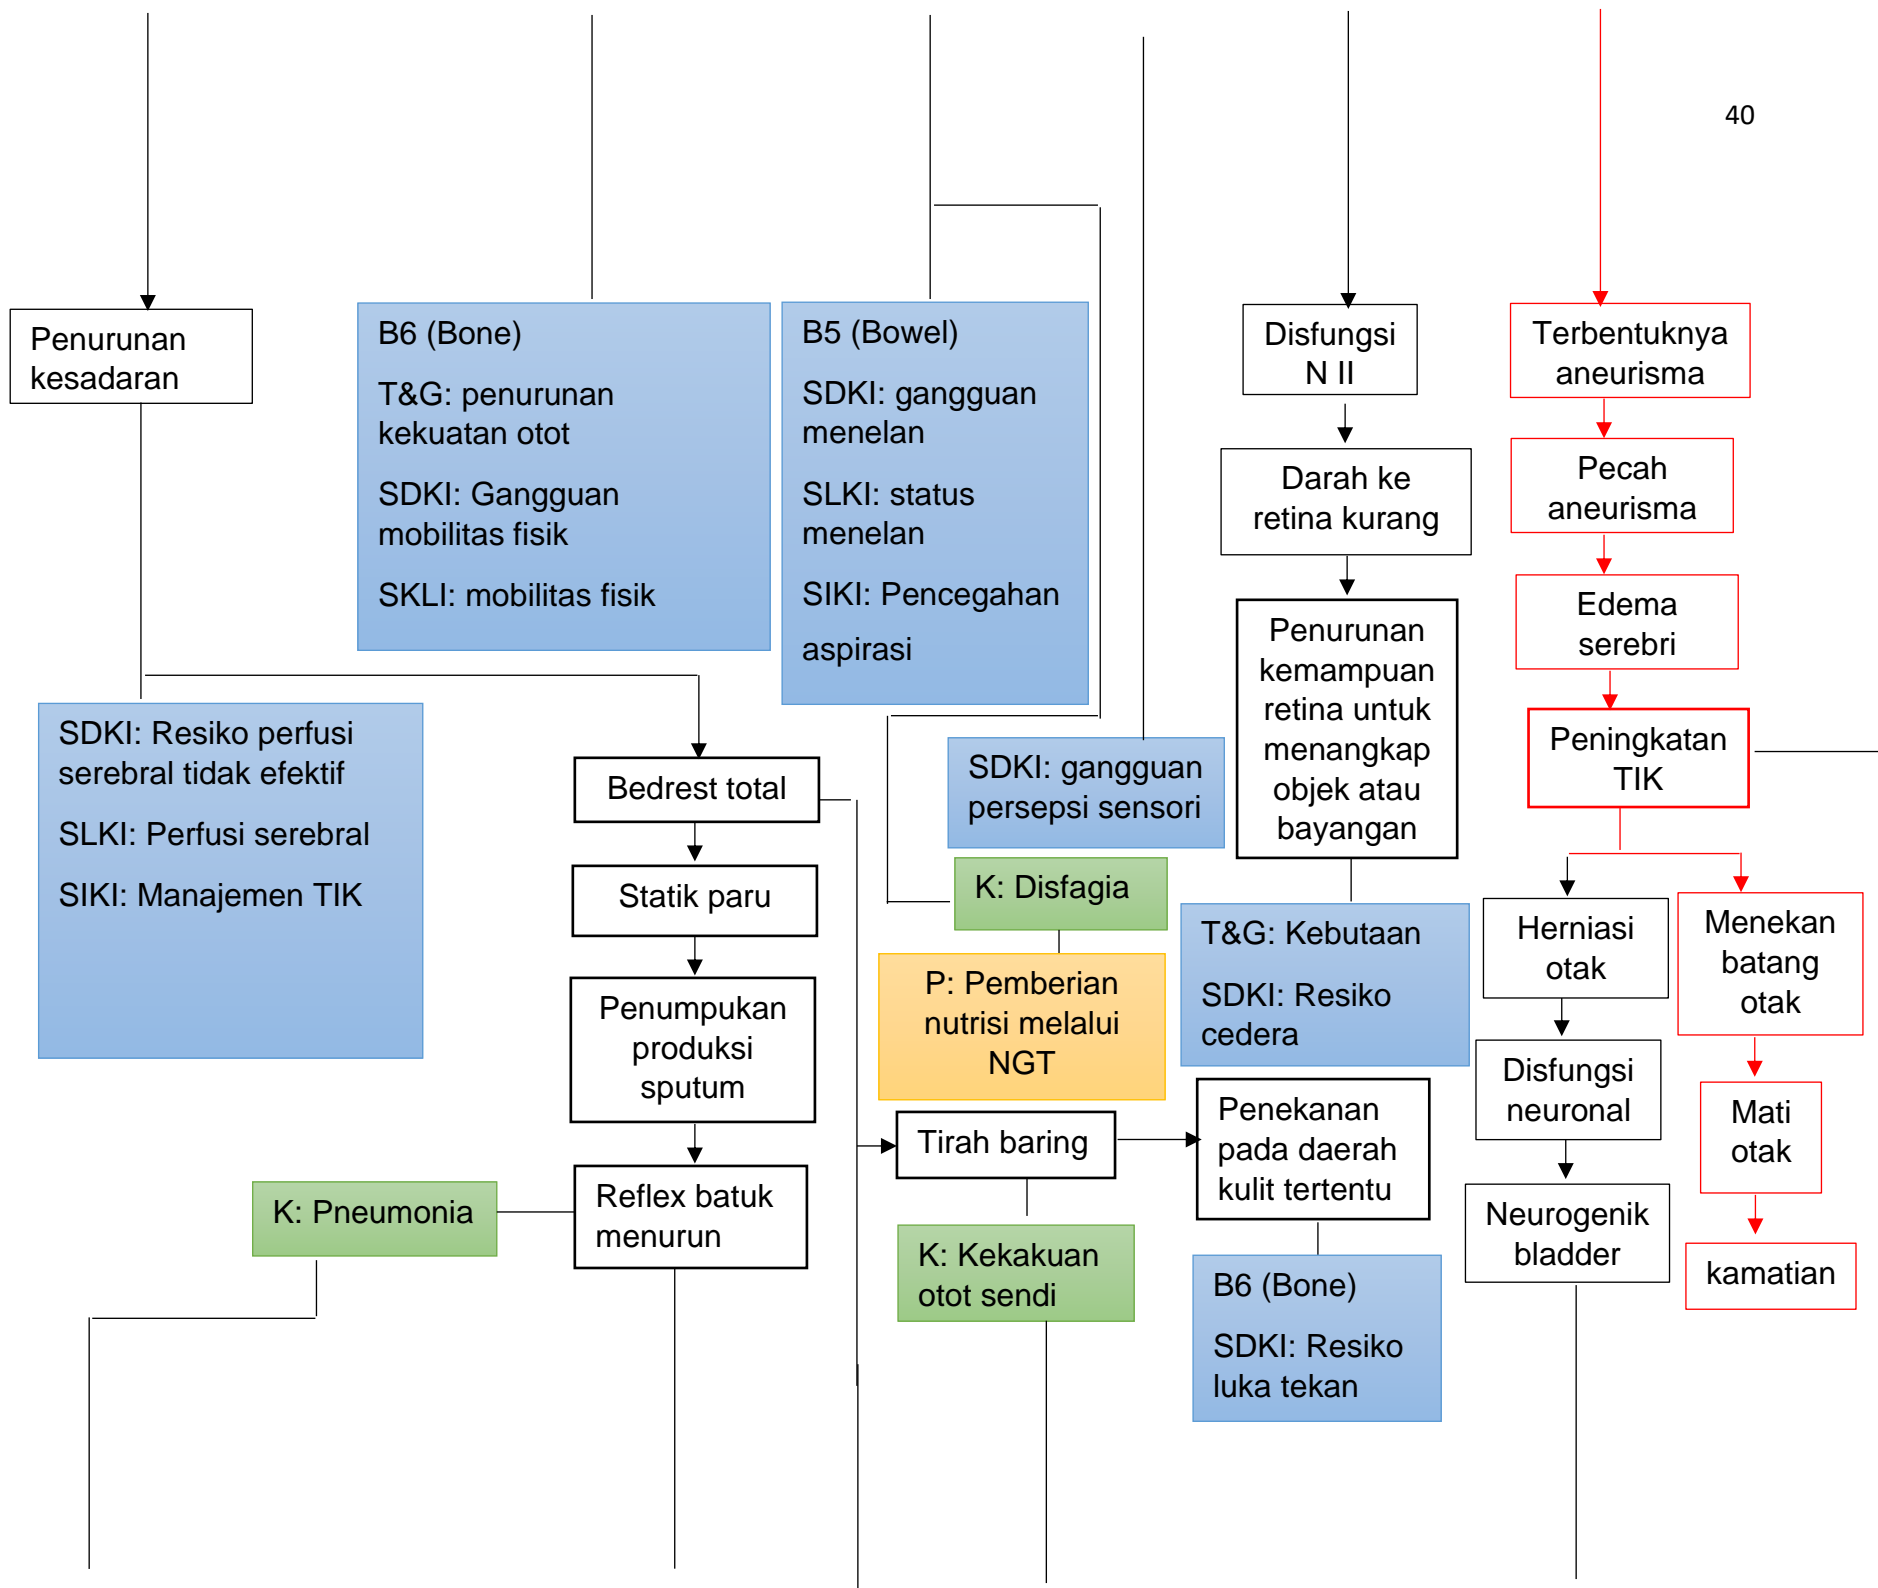 40
Penurunan
kesadaran
B6 (Bone)
T&G: penurunan
kekuatan otot
SDKI: Gangguan
mobilitas fisik
SKLI: mobilitas fisik
B5 (Bowel)
SDKI: gangguan
menelan
SLKI: status
menelan
SIKI: Pencegahan
aspirasi
Disfungsi
N II
Terbentuknya
aneurisma
Darah ke
retina kurang
Pecah
aneurisma
Penurunan
kemampuan
retina untuk
menangkap
objek atau
bayangan
Edema
serebri
Peningkatan
TIK
SDKI: Resiko perfusi
serebral tidak efektif
SLKI: Perfusi serebral
SIKI: Manajemen TIK
Bedrest total
SDKI: gangguan
persepsi sensori
Statik paru
K: Disfagia
T&G: Kebutaan
SDKI: Resiko
cedera
Herniasi
otak
Menekan
batang
otak
Penumpukan
produksi
sputum
P: Pemberian
nutrisi melalui
NGT
Disfungsi
neuronal
Mati
otak
Tirah baring
Penekanan
pada daerah
kulit tertentu
K: Pneumonia
Reflex batuk
menurun
Neurogenik
bladder
kamatian
K: Kekakuan
otot sendi
B6 (Bone)
SDKI: Resiko
luka tekan